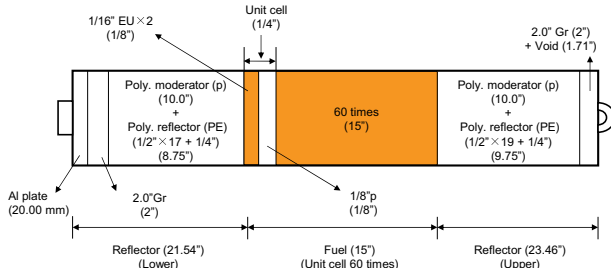 1/16" EU×2
(1/8")
Unit cell
(1/4")
2.0" Gr (2")
+ Void (1.71")
Poly. moderator (p)
(10.0")
+
Poly. reflector (PE)
(1/2"×17 + 1/4")
(8.75")
60 times
(15")
Poly. moderator (p)
(10.0")
+
Poly. reflector (PE)
(1/2"×19 + 1/4")
(9.75")
Al plate
(20.00 mm)
2.0"Gr
(2")
1/8"p
(1/8")
Reflector (21.54")
(Lower)
Fuel (15")
(Unit cell 60 times)
Reflector (23.46")
(Upper)